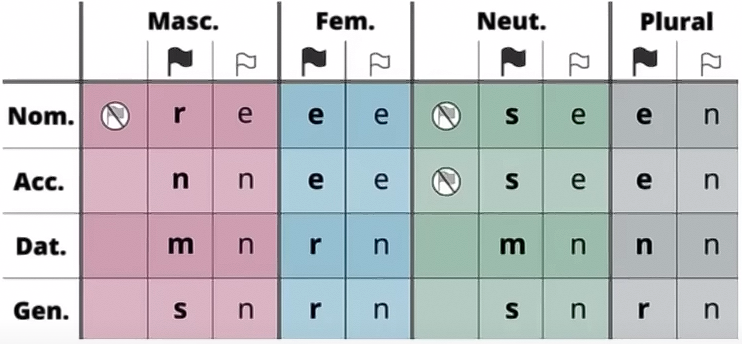 Masc. Fem. Neut. Plural
Nom. r e e e s e e n
Acc. n n e e s e e n
Dat. m n r n m n n n
Gen. s n r n s n r n